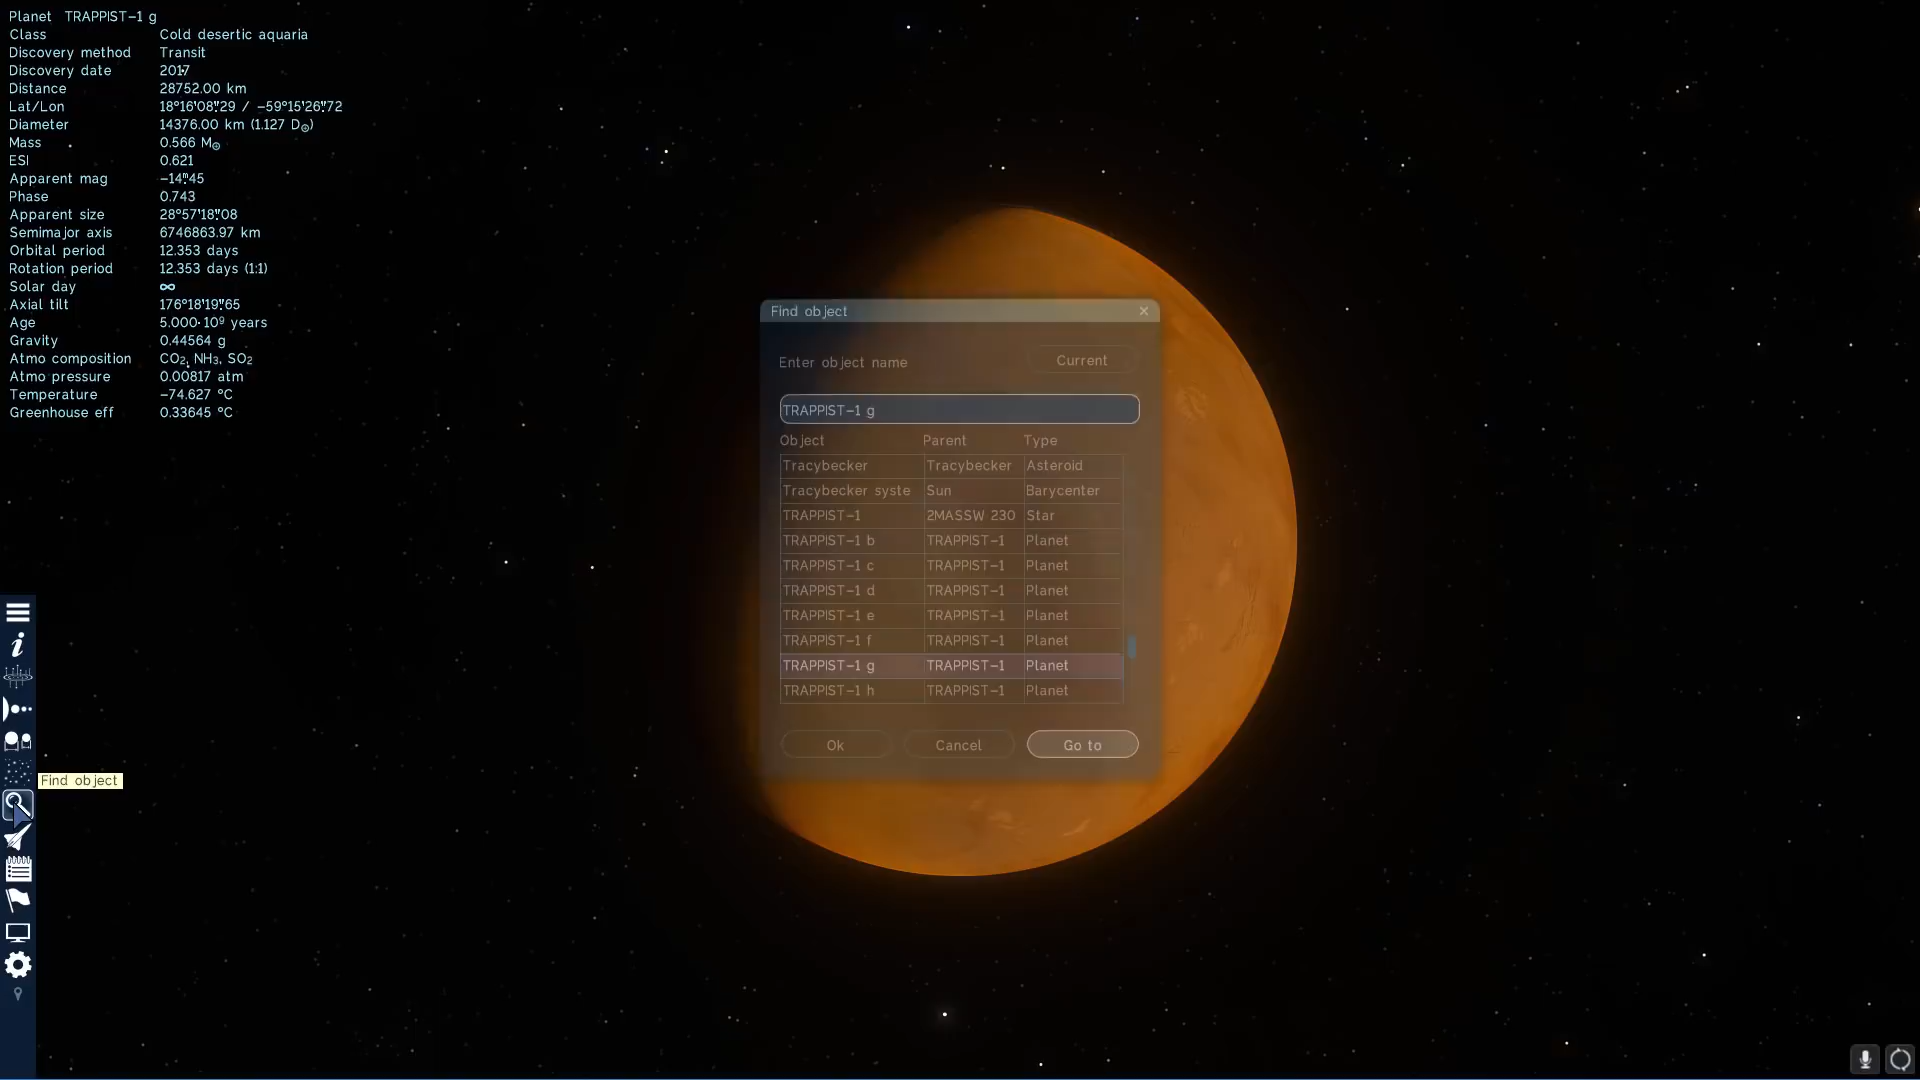 Planet TRAPPIST-1 g
Class Cold desertic aquaria
Discovery method Transit
Discovery date 2017
Distance 28752.00 km
Lat/Lon 18°16'08"29 / -59°15'26"72
Diameter 14376.00 km (1.127 D⊕)
Mass 0.566 M⊕
ESI 0.621
Apparent mag -14ᵐ45
Phase 0.743
Apparent size 28°57'18"08
Semimajor axis 6746863.97 km
Orbital period 12.353 days
Rotation period 12.353 days (1:1)
Solar day ∞
Axial tilt 176°18'19"65
Age 5.000·10⁹ years
Gravity 0.44564 g
Atmo composition CO₂, NH₃, SO₂
Atmo pressure 0.00817 atm
Temperature -74.627 ºC
Greenhouse eff 0.33645 ºC
Find object ×
Enter object name Current
TRAPPIST-1 g
Object Parent Type
Tracybecker Tracybecker Asteroid
Tracybecker syste Sun Barycenter
TRAPPIST-1 2MASSW 230 Star
TRAPPIST-1 b TRAPPIST-1 Planet
TRAPPIST-1 c TRAPPIST-1 Planet
TRAPPIST-1 d TRAPPIST-1 Planet
TRAPPIST-1 e TRAPPIST-1 Planet
TRAPPIST-1 f TRAPPIST-1 Planet
TRAPPIST-1 g TRAPPIST-1 Planet
TRAPPIST-1 h TRAPPIST-1 Planet
Ok Cancel Go to
Find object